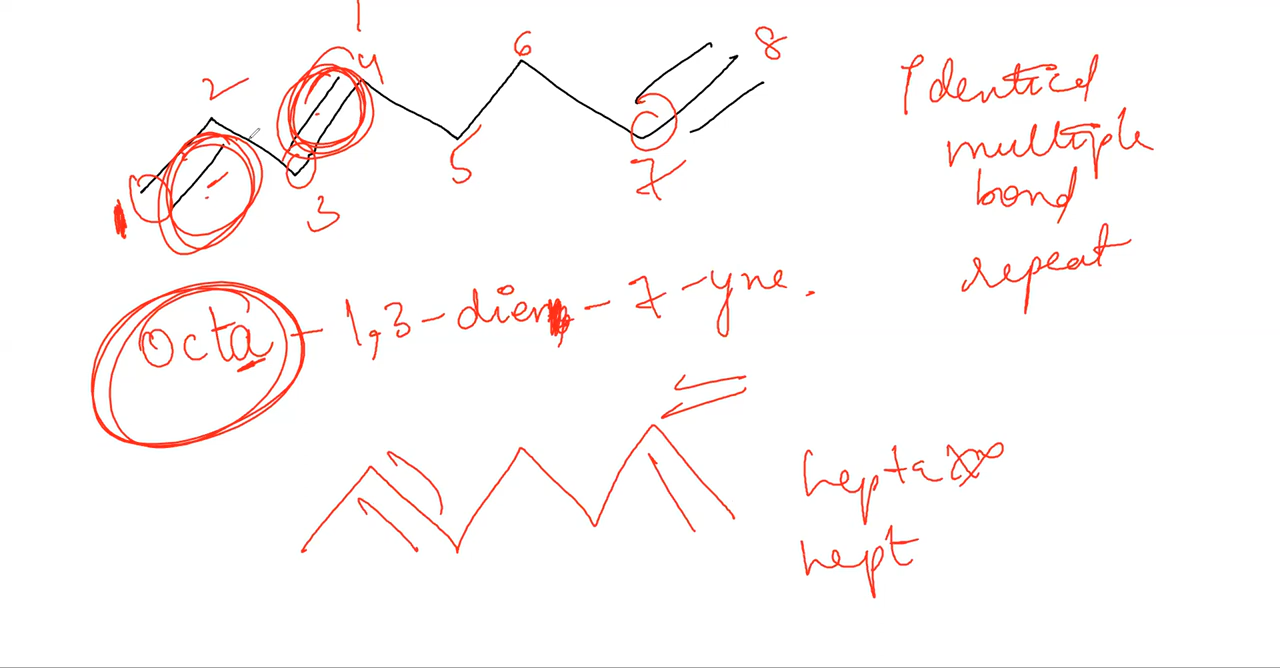 1
2 4 6 8
1 3 5 7
Identical
multiple
bond
repeat
Octa - 1,3 - dien - 7 - yne.
hepta
hept